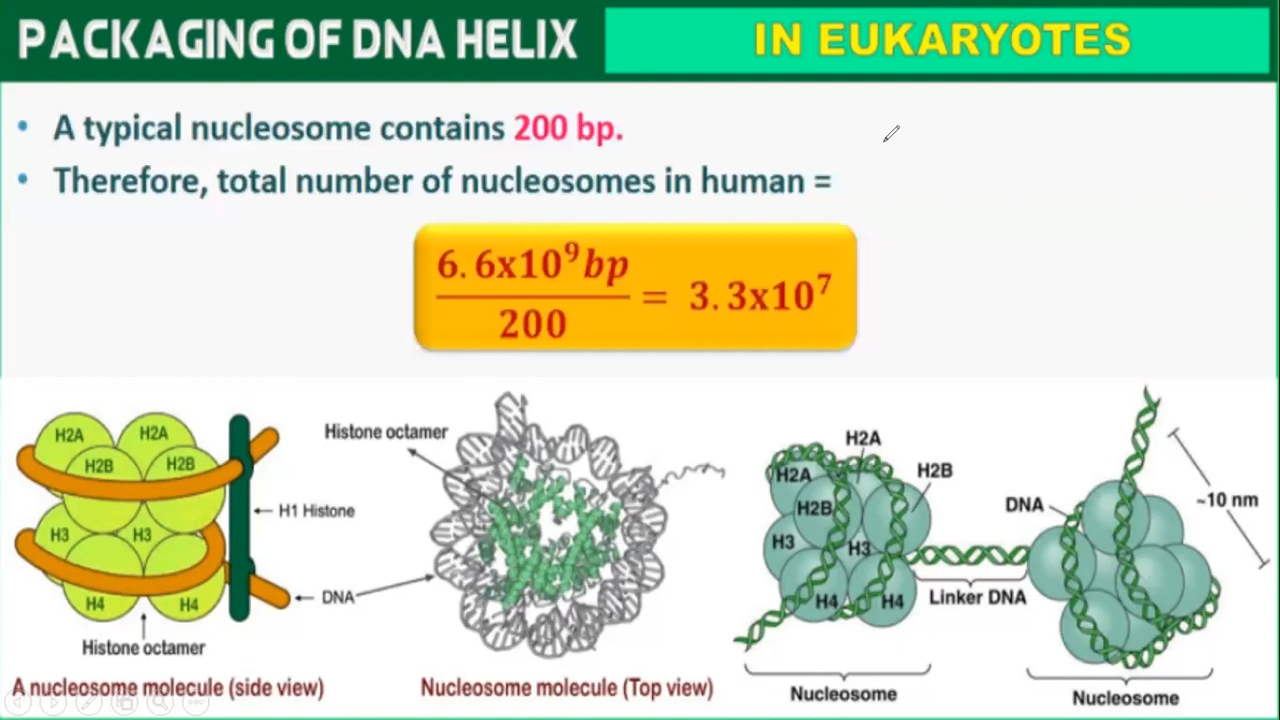 PACKAGING OF DNA HELIX
IN EUKARYOTES
• A typical nucleosome contains 200 bp.
• Therefore, total number of nucleosomes in human =
6.6x10⁹bp
200
= 3.3x10⁷
H2A
H2A
H2B
H2B
H3
H3
H4
H4
H1 Histone
DNA
Histone octamer
A nucleosome molecule (side view)
Histone octamer
Nucleosome molecule (Top view)
H2A
H2A
H2B
H2B
H3
H3
H4
H4
Linker DNA
Nucleosome
DNA
~10 nm
Nucleosome